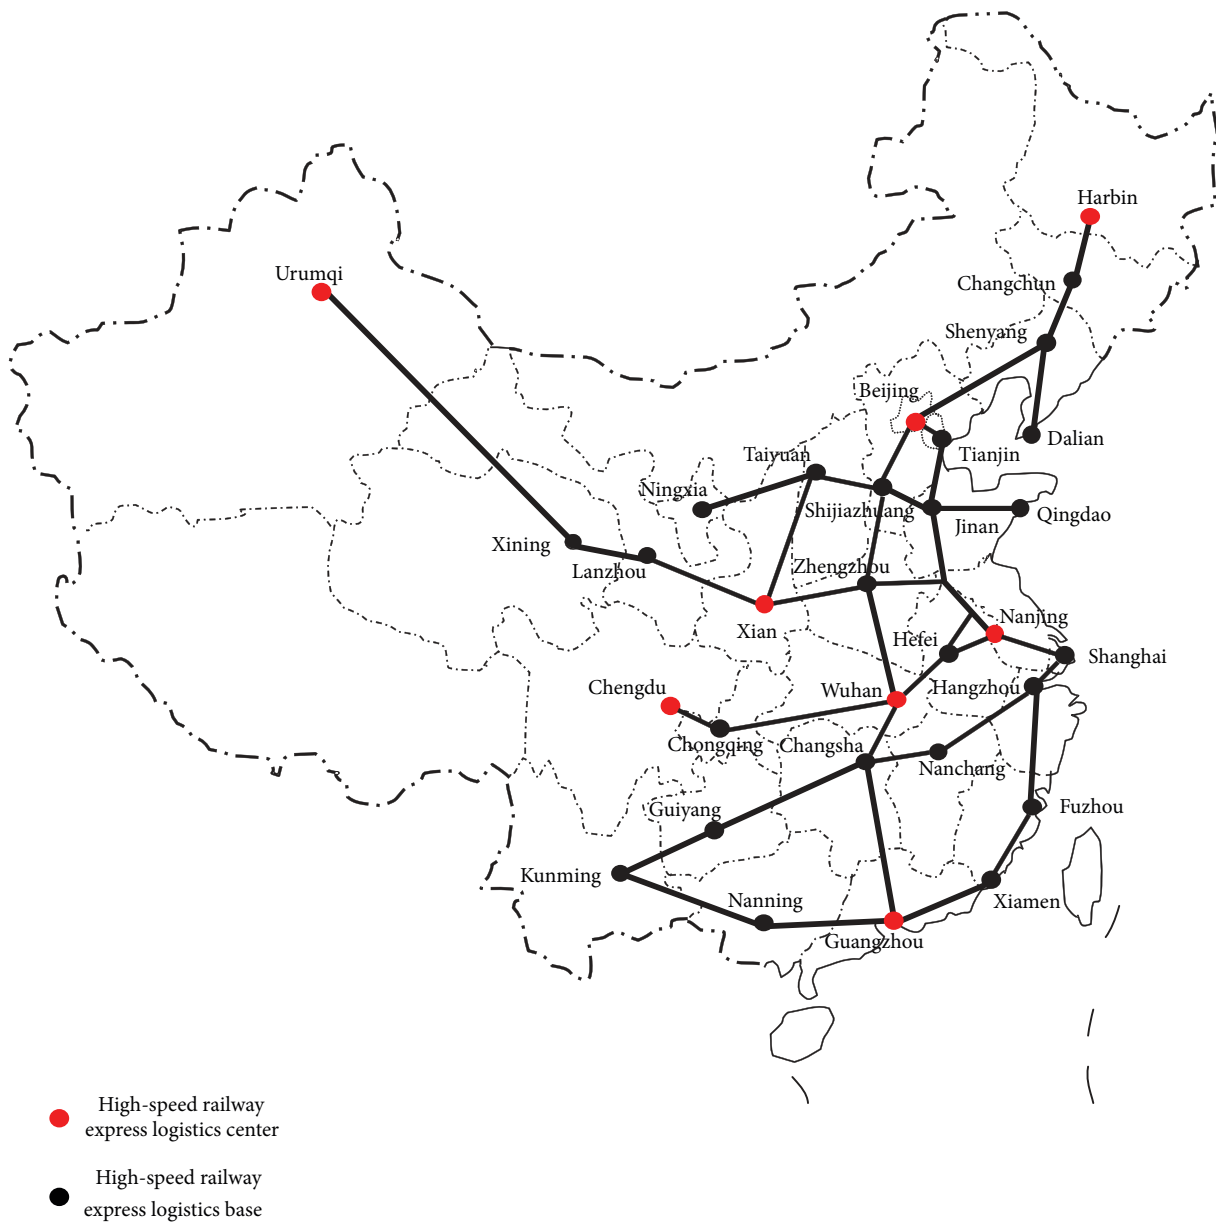 Harbin
Urumqi
Changchun
Shenyang
Beijing
Dalian
Taiyuan
Tianjin
Ningxia
Shijiazhuang
Jinan
Qingdao
Xining
Lanzhou
Zhengzhou
Xian
Nanjing
Hefei
Shanghai
Chengdu
Wuhan
Hangzhou
Chongqing
Changsha
Nanchang
Guiyang
Fuzhou
Kunming
Nanning
Xiamen
Guangzhou
High-speed railway
express logistics center
High-speed railway
express logistics base